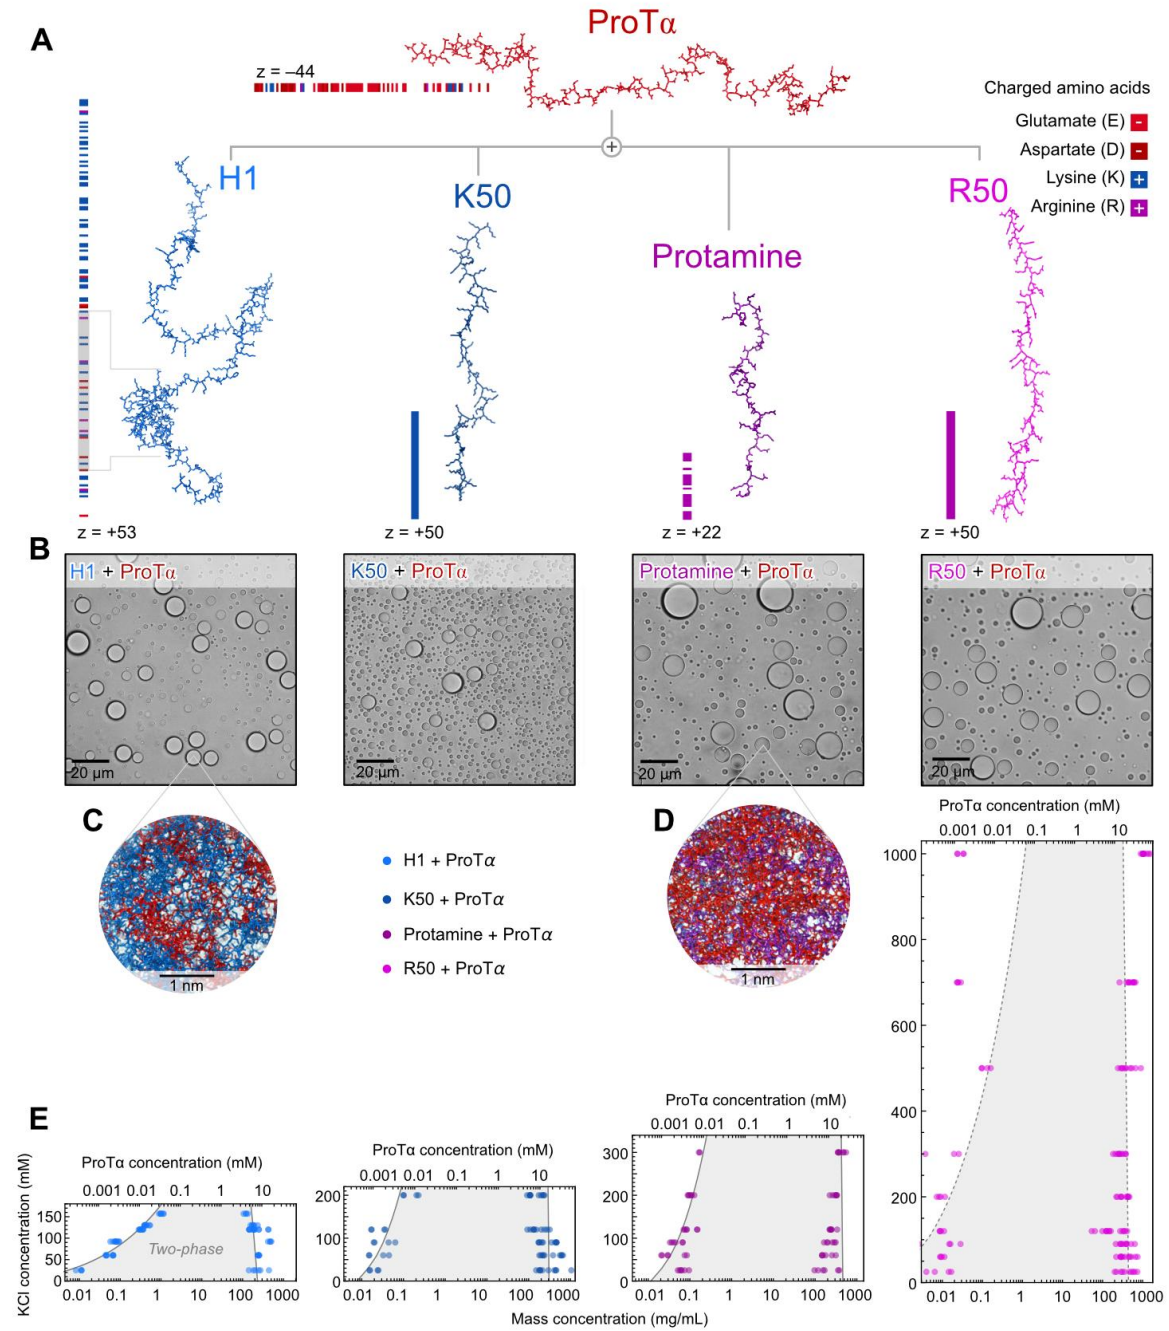 A
ProTα
z = –44
Charged amino acids
Glutamate (E) -
Aspartate (D) -
Lysine (K) +
Arginine (R) +
+
H1
K50
Protamine
R50
z = +53
z = +50
z = +22
z = +50
B
H1 + ProTα
K50 + ProTα
Protamine + ProTα
R50 + ProTα
20 μm
20 μm
20 μm
20 μm
C
1 nm
H1 + ProTα
K50 + ProTα
Protamine + ProTα
R50 + ProTα
D
1 nm
ProTα concentration (mM)
0.001 0.01 0.1 1 10
1000
800
600
400
200
0
0.01 0.1 1 10 100 1000
E
KCl concentration (mM)
ProTα concentration (mM)
0.001 0.01 0.1 1 10
150
100
50
0
Two-phase
0.01 0.1 1 10 100 1000
ProTα concentration (mM)
0.001 0.01 0.1 1 10
200
100
0
0.01 0.1 1 10 100 1000
ProTα concentration (mM)
0.001 0.01 0.1 1 10
300
200
100
0
0.01 0.1 1 10 100 1000
Mass concentration (mg/mL)